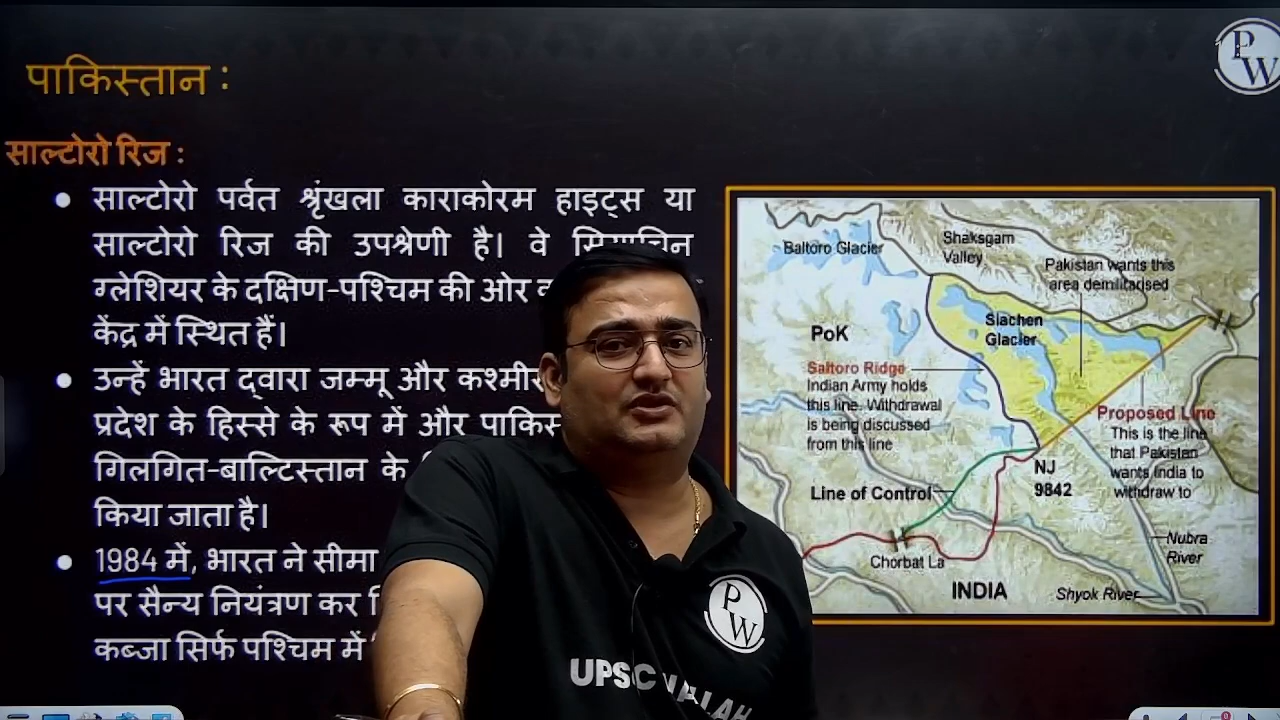 पाकिस्तान :
PW
साल्टोरो रिज :
साल्टोरो पर्वत श्रृंखला काराकोरम हाइट्स या
साल्टोरो रिज की उपश्रेणी है। वे सियाचिन
ग्लेशियर के दक्षिण-पश्चिम की ओर
केंद्र में स्थित हैं।
उन्हें भारत द्वारा जम्मू और कश्मीर
प्रदेश के हिस्से के रूप में और
गिलगित-बाल्टिस्तान के
किया जाता है।
1984 में, भारत ने सीमा
पर सैन्य नियंत्रण कर
कब्जा सिर्फ पश्चिम में
Baltoro Glacier
Shaksgam
Valley
Pakistan wants this
area demilitarised
PoK
Siachen
Glacier
Saltoro Ridge
Indian Army holds
this line. Withdrawal
is being discussed
from this line
Proposed Line
This is the line
that Pakistan
wants India to
withdraw to
NJ
9842
Line of Control
Chorbat La
Nubra
River
INDIA
Shyok River
PW
UPSC